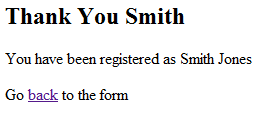 Thank You Smith
You have been registered as Smith Jones
Go back to the form